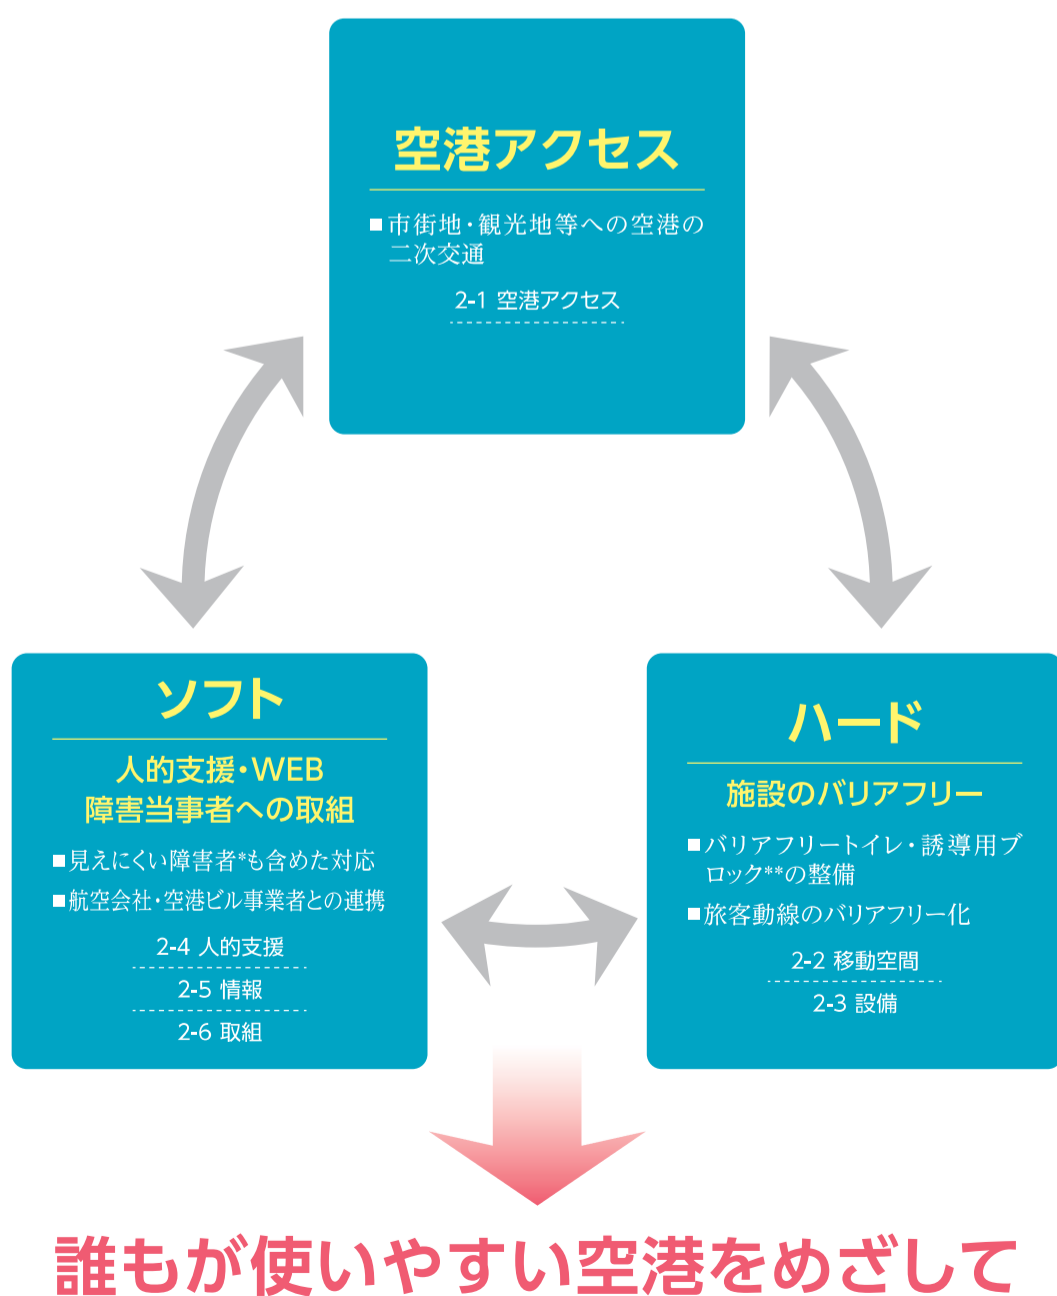 空港アクセス
■市街地・観光地等への空港の
二次交通
2-1 空港アクセス
ソフト
人的支援・WEB
障害当事者への取組
■見えにくい障害者*も含めた対応
■航空会社・空港ビル事業者との連携
2-4 人的支援
2-5 情報
2-6 取組
ハード
施設のバリアフリー
■バリアフリートイレ・誘導用ブ
ロック**の整備
■旅客動線のバリアフリー化
2-2 移動空間
2-3 設備
誰もが使いやすい空港をめざして